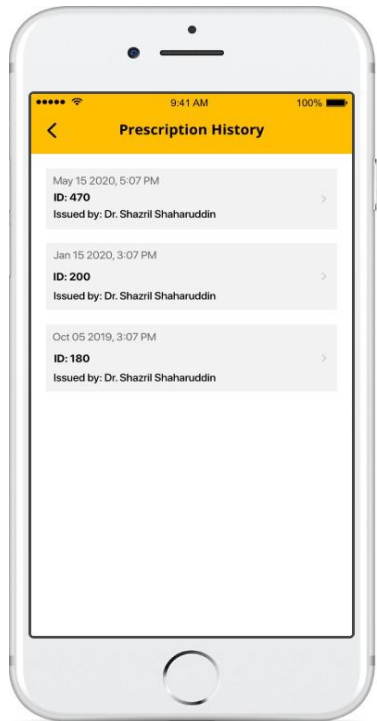 9:41 AM
100%
Prescription History
May 15 2020, 5:07 PM
ID: 470
Issued by: Dr. Shazril Shaharuddin
Jan 15 2020, 3:07 PM
ID: 200
Issued by: Dr. Shazril Shaharuddin
Oct 05 2019, 3:07 PM
ID: 180
Issued by: Dr. Shazril Shaharuddin